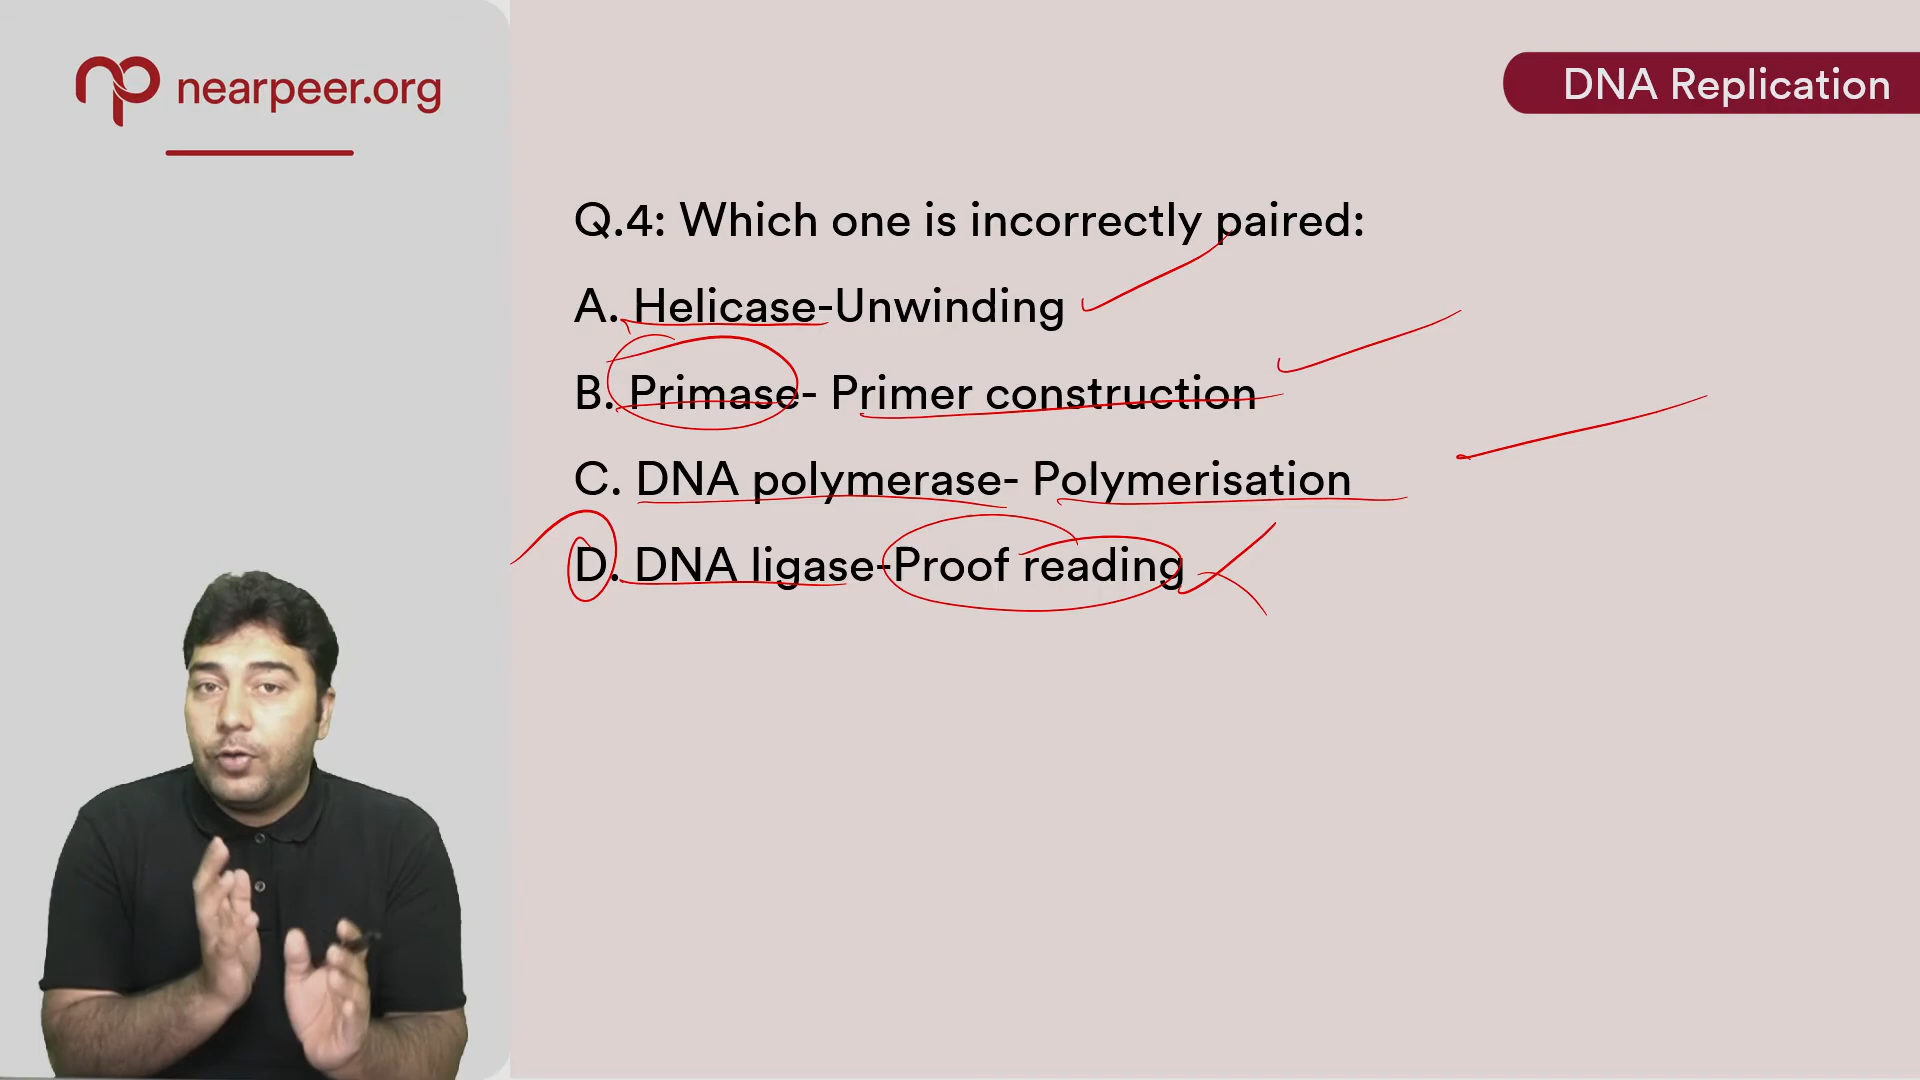 nearpeer.org
DNA Replication
Q.4: Which one is incorrectly paired:
A. Helicase-Unwinding
B. Primase- Primer construction
C. DNA polymerase- Polymerisation
D. DNA ligase-Proof reading